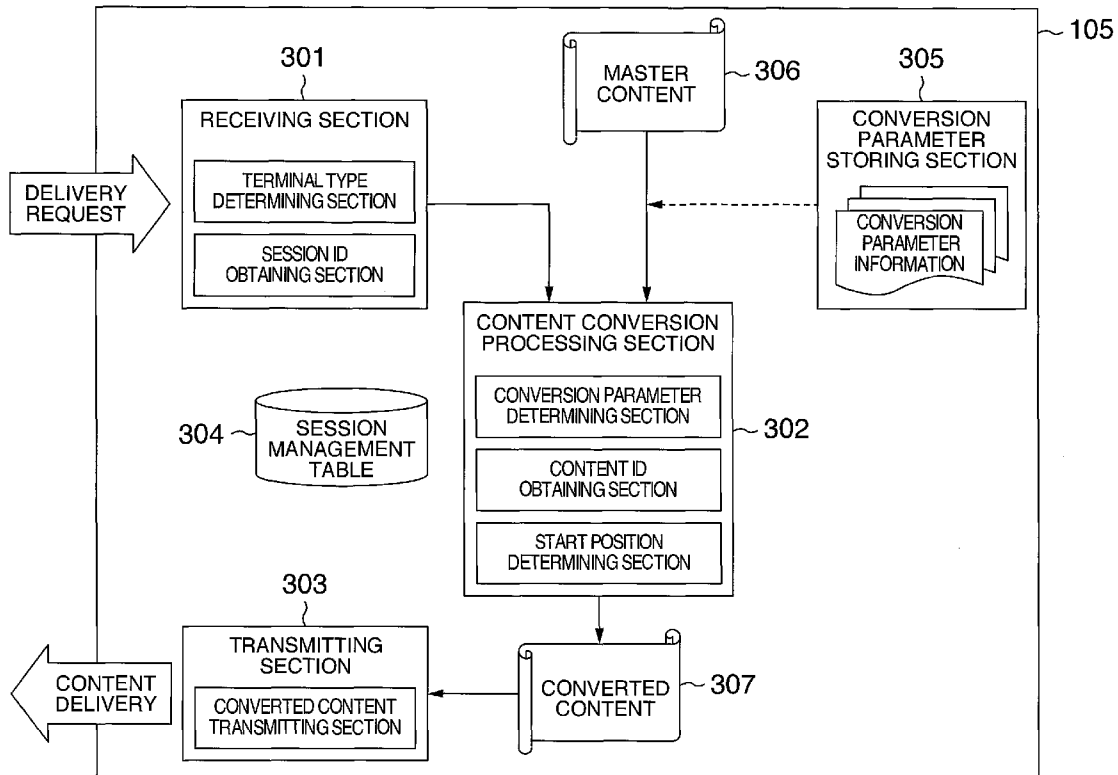 105
301
RECEIVING SECTION
TERMINAL TYPE
DETERMINING SECTION
SESSION ID
OBTAINING SECTION
DELIVERY
REQUEST
MASTER
CONTENT
306
305
CONVERSION
PARAMETER
STORING SECTION
CONVERSION
PARAMETER
INFORMATION
CONTENT CONVERSION
PROCESSING SECTION
CONVERSION PARAMETER
DETERMINING SECTION
CONTENT ID
OBTAINING SECTION
START POSITION
DETERMINING SECTION
302
304
SESSION
MANAGEMENT
TABLE
303
TRANSMITTING
SECTION
CONVERTED CONTENT
TRANSMITTING SECTION
CONTENT
DELIVERY
CONVERTED
CONTENT
307